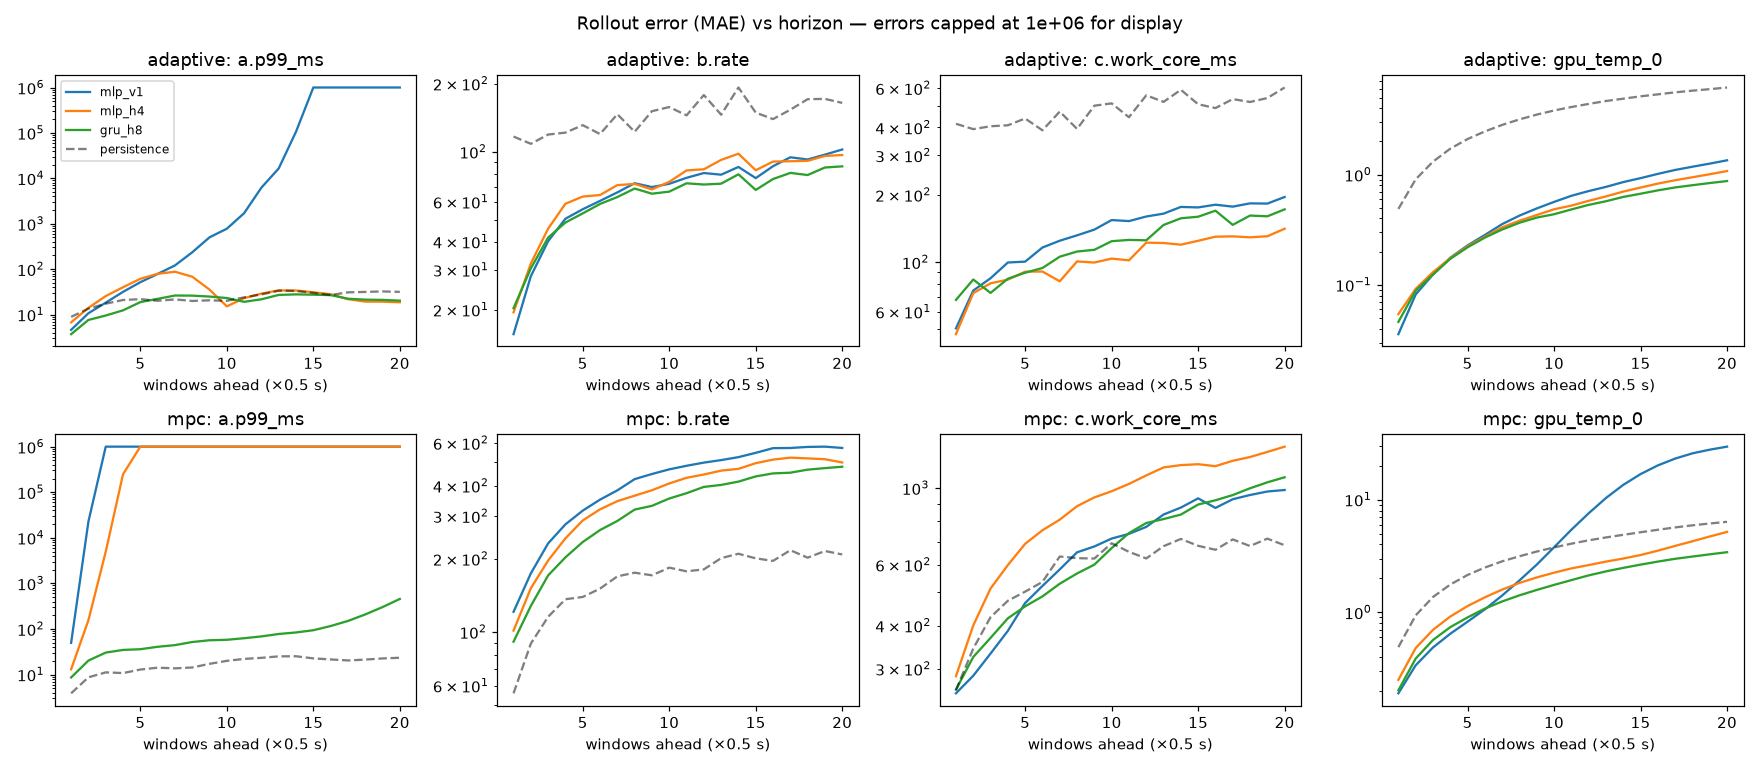 Rollout error (MAE) vs horizon — errors capped at 1e+06 for display
adaptive: a.p99_ms
10⁶
10⁵
10⁴
10³
10²
10¹
mlp_v1
mlp_h4
gru_h8
persistence
5 10 15 20
windows ahead (×0.5 s)
adaptive: b.rate
2 × 10²
10²
6 × 10¹
4 × 10¹
3 × 10¹
2 × 10¹
5 10 15 20
windows ahead (×0.5 s)
adaptive: c.work_core_ms
6 × 10²
4 × 10²
3 × 10²
2 × 10²
10²
6 × 10¹
5 10 15 20
windows ahead (×0.5 s)
adaptive: gpu_temp_0
10⁰
10⁻¹
5 10 15 20
windows ahead (×0.5 s)
mpc: a.p99_ms
10⁶
10⁵
10⁴
10³
10²
10¹
5 10 15 20
windows ahead (×0.5 s)
mpc: b.rate
6 × 10²
4 × 10²
3 × 10²
2 × 10²
10²
6 × 10¹
5 10 15 20
windows ahead (×0.5 s)
mpc: c.work_core_ms
10³
6 × 10²
4 × 10²
3 × 10²
5 10 15 20
windows ahead (×0.5 s)
mpc: gpu_temp_0
10¹
10⁰
5 10 15 20
windows ahead (×0.5 s)